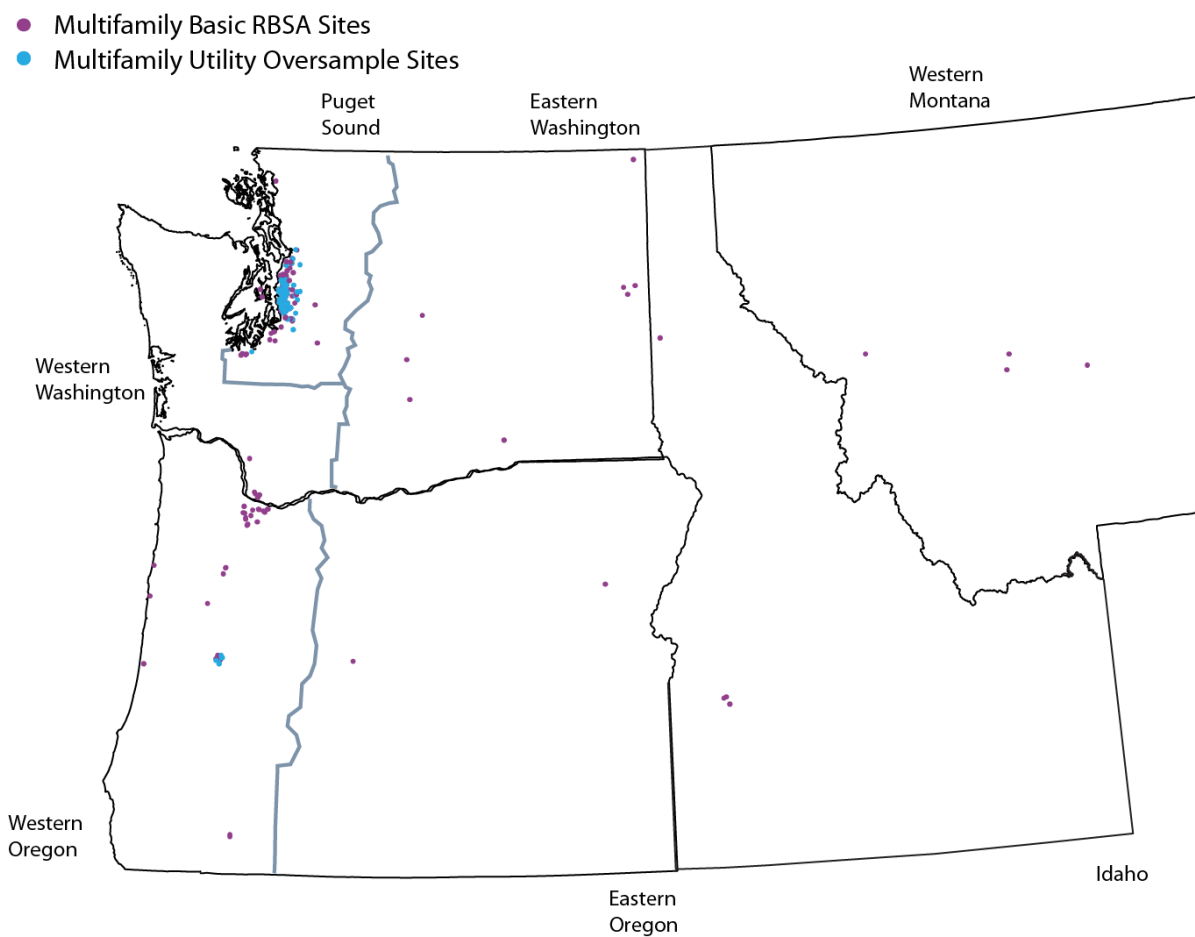 Multifamily Basic RBSA Sites
Multifamily Utility Oversample Sites
Western
Montana
Puget
Sound
Eastern
Washington
Western
Washington
Western
Oregon
Idaho
Eastern
Oregon